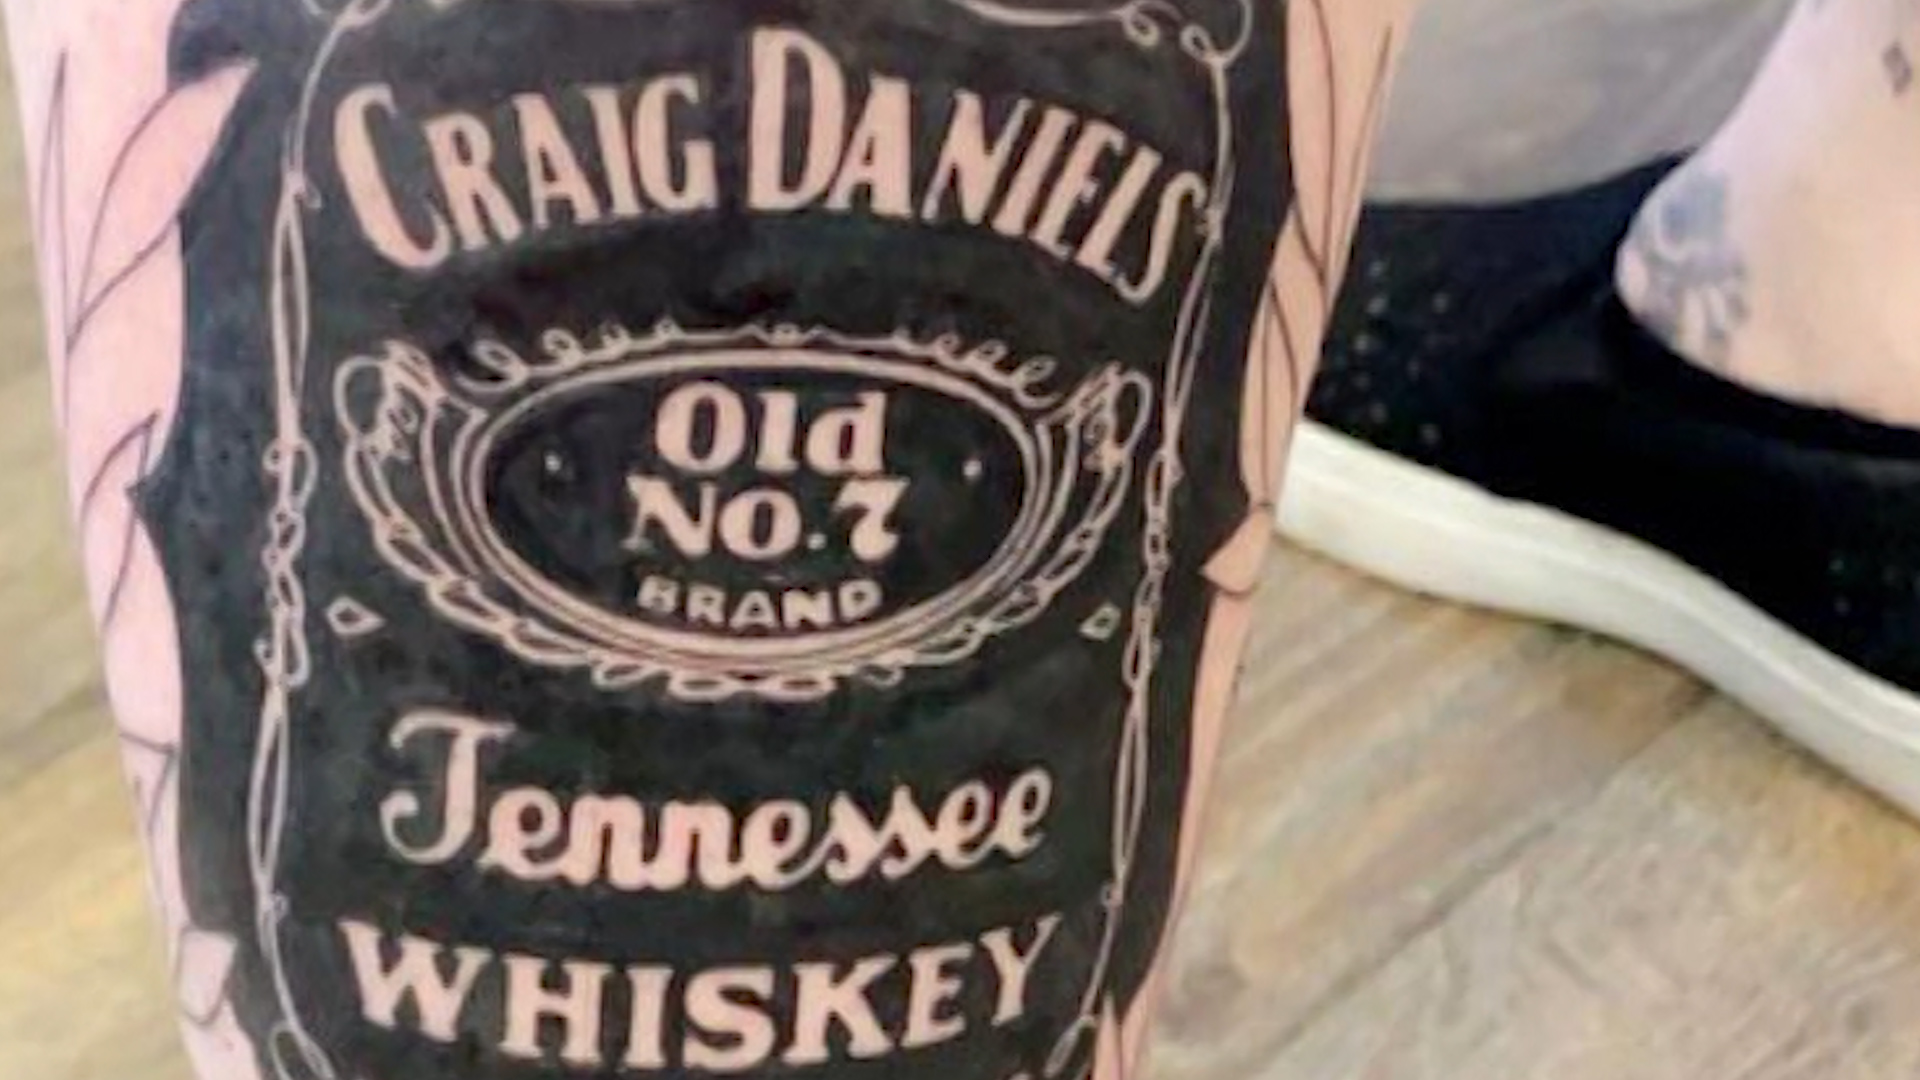 CRAIG DANIELS
Old
No.7
BRAND
Tennessee
WHISKEY